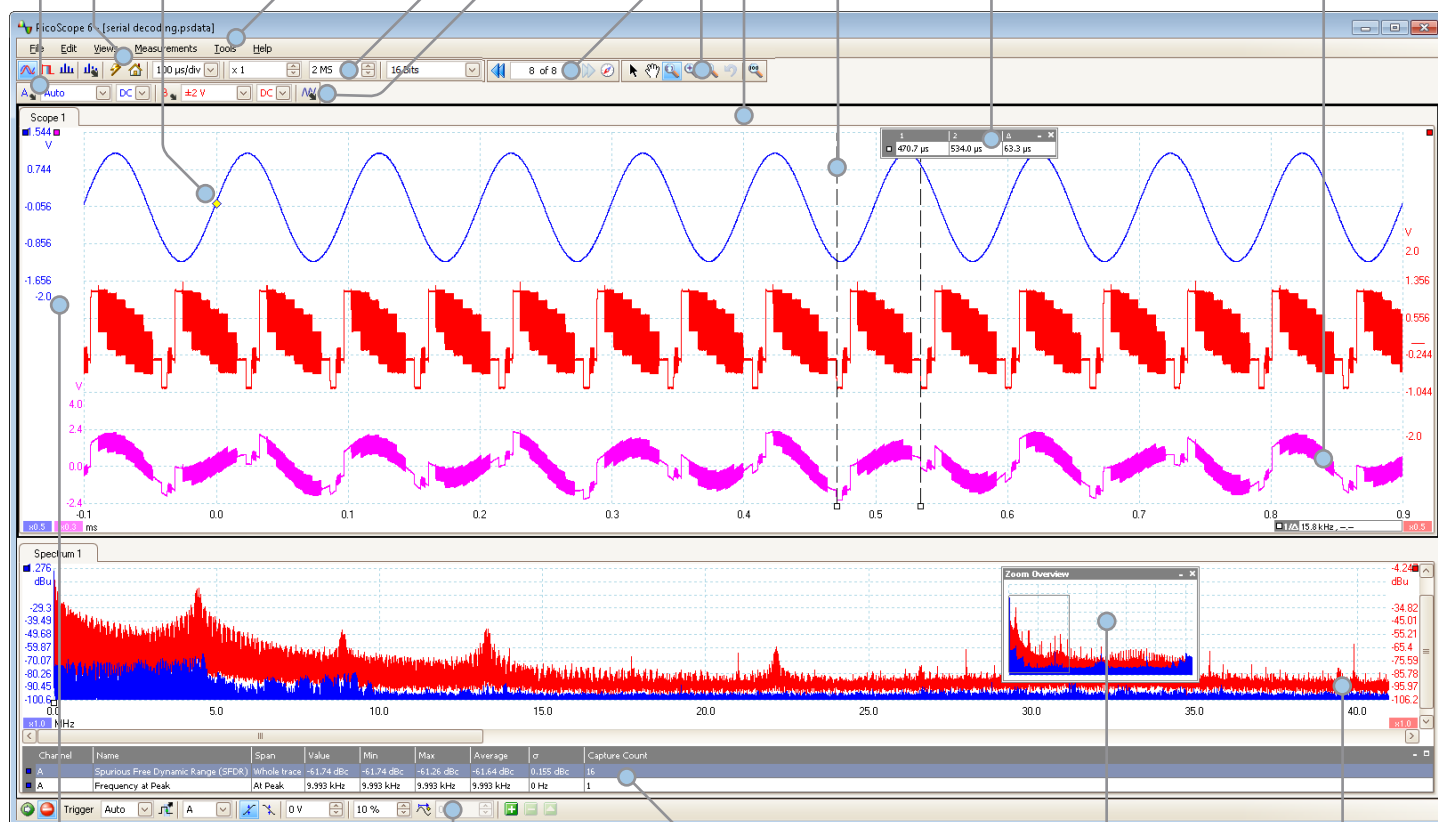 PicoScope 6 - [serial decoding.psdata]
File Edit Views Measurements Tools Help
100 µs/div x 1 2 MS 16 Bits 8 of 8
A Auto DC B ±2 V DC
Scope 1
1.544
V
0.744
-0.056
-0.856
-1.656
-2.0
V
2.0
1.356
0.556
-0.244
-1.044
-2.0
V
4.0
2.4
0.0
-2.4
1 2 Δ
470.7 µs 534.0 µs 63.3 µs
-0.1 0.0 0.1 0.2 0.3 0.4 0.5 0.6 0.7 0.8 0.9
x0.5 x0.3 ms 1/Δ 15.8 kHz , --.-- x0.5
Spectrum 1
1.276
dBu
-29.3
-39.49
-49.68
-59.87
-70.07
-80.26
-90.45
-100.6
Zoom Overview
dBu
-34.82
-45.01
-55.21
-65.4
-75.59
-85.78
-95.97
-106.2
0.0 5.0 10.0 15.0 20.0 25.0 30.0 35.0 40.0
x1.0 MHz x1.0
Channel Name Span Value Min Max Average σ Capture Count
A Spurious Free Dynamic Range (SFDR) Whole trace -61.74 dBc -61.74 dBc -61.26 dBc -61.64 dBc 0.155 dBc 16
A Frequency at Peak At Peak 9.993 kHz 9.993 kHz 9.993 kHz 9.993 kHz 0 Hz 1
Trigger Auto A 0 V 10 %